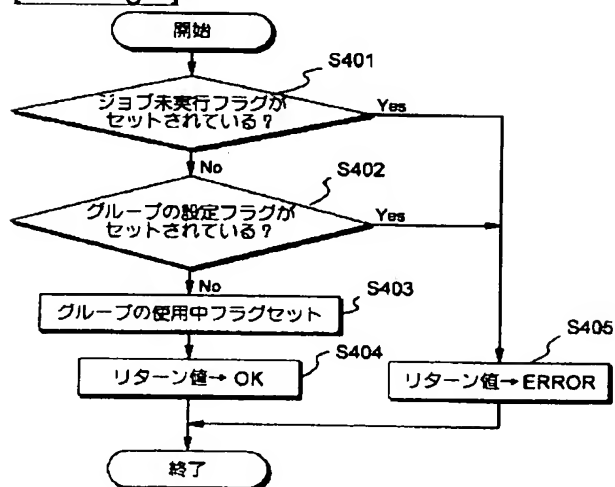 開始
S401
ジョブ未実行フラグが
セットされている?
Yes
No
S402
グループの設定フラグが
セットされている?
Yes
No
S403
グループの使用中フラグセット
S404
リターン値→OK
S405
リターン値→ERROR
終了